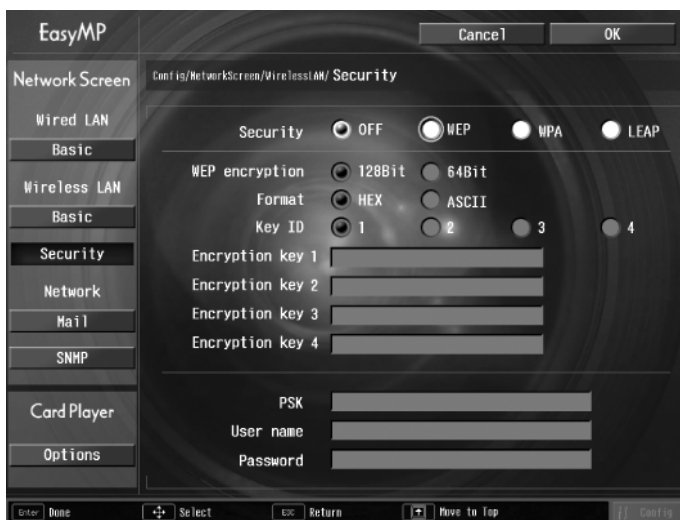 EasyMP
Cancel
OK
Network Screen
Wired LAN
Basic
Wireless LAN
Basic
Security
Network
Mail
SNMP
Card Player
Options
Config/NetworkScreen/WirelessLAN/ Security
Security OFF WEP WPA LEAP
WEP encryption 128Bit 64Bit
Format HEX ASCII
Key ID 1 2 3 4
Encryption key 1
Encryption key 2
Encryption key 3
Encryption key 4
PSK
User name
Password
Enter Done Select ESC Return Move to Top Config